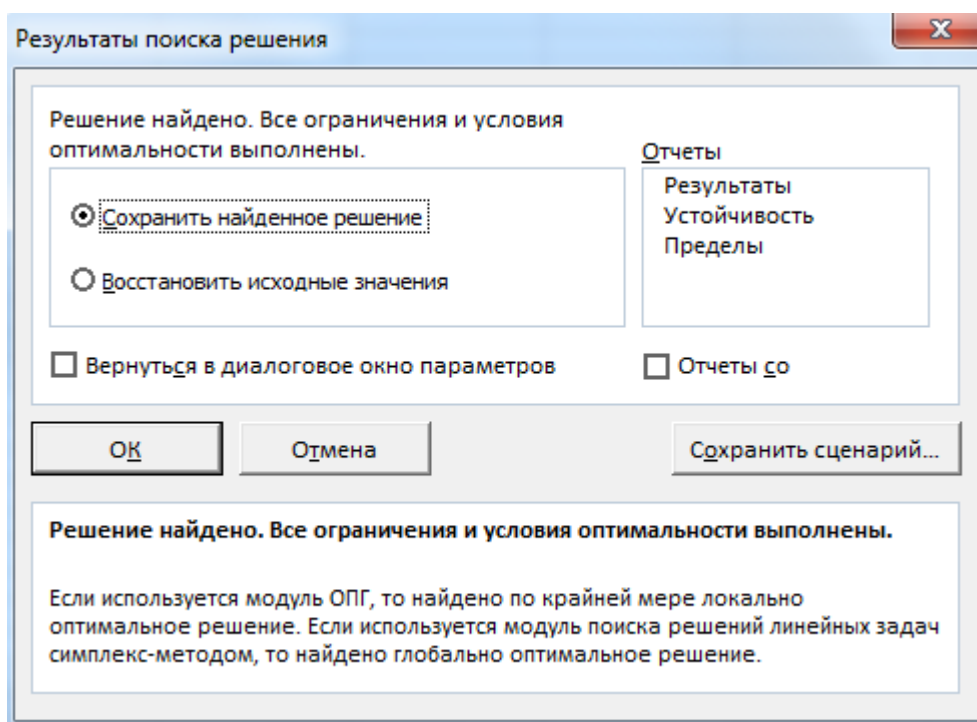 Результаты поиска решения
X
Решение найдено. Все ограничения и условия
оптимальности выполнены.
Отчеты
Сохранить найденное решение
Восстановить исходные значения
Результаты
Устойчивость
Пределы
Вернуться в диалоговое окно параметров
Отчеты со
ОК
Отмена
Сохранить сценарий...
Решение найдено. Все ограничения и условия оптимальности выполнены.
Если используется модуль ОПГ, то найдено по крайней мере локально
оптимальное решение. Если используется модуль поиска решений линейных задач
симплекс-методом, то найдено глобально оптимальное решение.